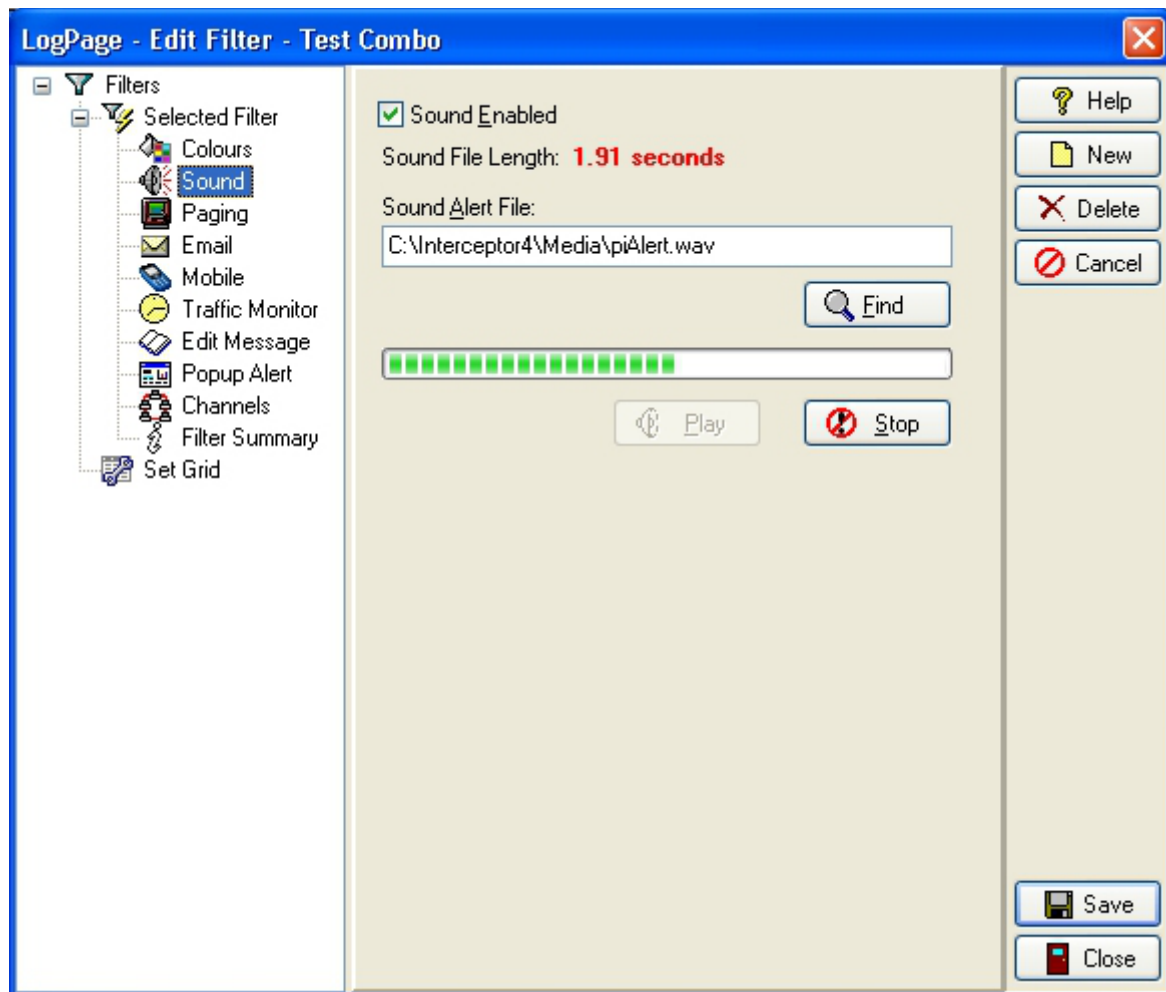 LogPage - Edit Filter - Test Combo
Filters
Selected Filter
Colours
Sound
Paging
Email
Mobile
Traffic Monitor
Edit Message
Popup Alert
Channels
Filter Summary
Set Grid
Sound Enabled
Sound File Length: 1.91 seconds
Sound Alert File:
C:\Interceptor4\Media\piAlert.wav
Find
Play
Stop
Help
New
Delete
Cancel
Save
Close